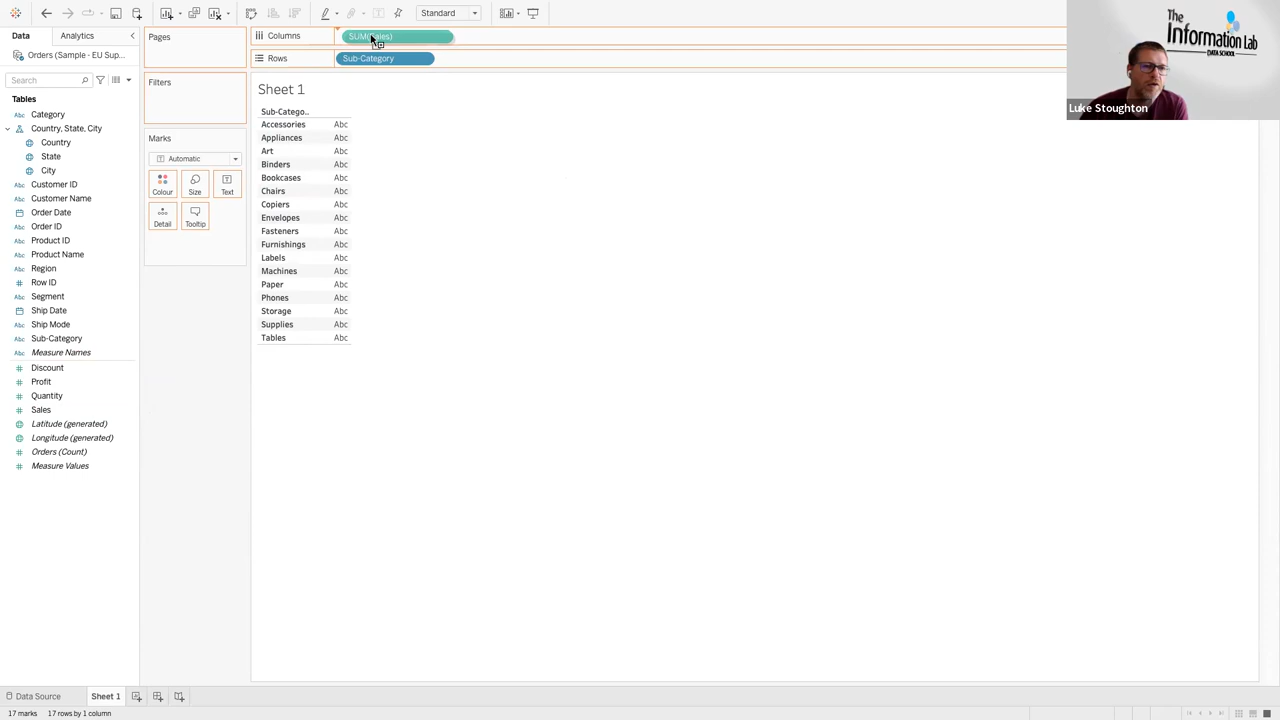 Standard
The
Information Lab
DATA SCHOOL
Luke Stoughton
Data
Analytics
Orders (Sample - EU Sup...
Search
Tables
Category
Country, State, City
Country
State
City
Customer ID
Customer Name
Order Date
Order ID
Product ID
Product Name
Region
Row ID
Segment
Ship Date
Ship Mode
Sub-Category
Measure Names
Discount
Profit
Quantity
Sales
Latitude (generated)
Longitude (generated)
Orders (Count)
Measure Values
Pages
Filters
Marks
Automatic
Colour
Size
Text
Detail
Tooltip
Columns
SUM(Sales)
Rows
Sub-Category
Sheet 1
Sub-Catego..
Accessories Abc
Appliances Abc
Art Abc
Binders Abc
Bookcases Abc
Chairs Abc
Copiers Abc
Envelopes Abc
Fasteners Abc
Furnishings Abc
Labels Abc
Machines Abc
Paper Abc
Phones Abc
Storage Abc
Supplies Abc
Tables Abc
Data Source
Sheet 1
17 marks
17 rows by 1 column